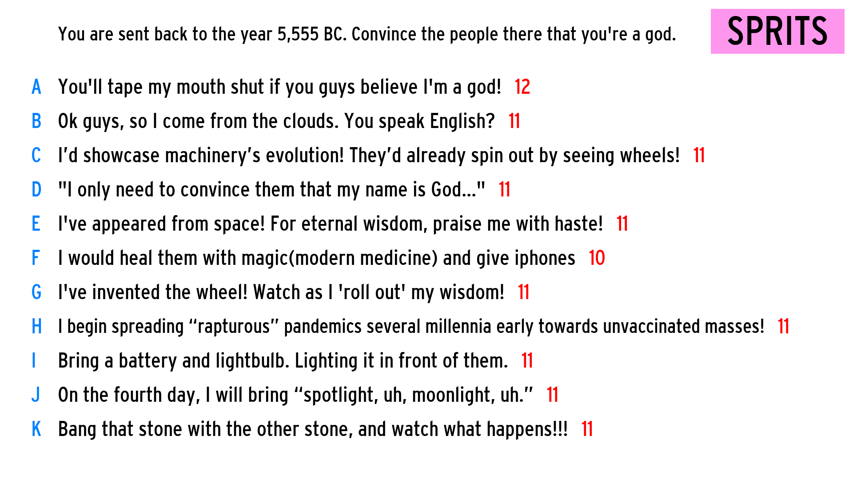 You are sent back to the year 5,555 BC. Convince the people there that you're a god.
SPRITS
A You'll tape my mouth shut if you guys believe I'm a god! 12
B Ok guys, so I come from the clouds. You speak English? 11
C I’d showcase machinery’s evolution! They’d already spin out by seeing wheels! 11
D "I only need to convince them that my name is God..." 11
E I've appeared from space! For eternal wisdom, praise me with haste! 11
F I would heal them with magic(modern medicine) and give iphones 10
G I've invented the wheel! Watch as I 'roll out' my wisdom! 11
H I begin spreading “rapturous” pandemics several millennia early towards unvaccinated masses! 11
I Bring a battery and lightbulb. Lighting it in front of them. 11
J On the fourth day, I will bring “spotlight, uh, moonlight, uh.” 11
K Bang that stone with the other stone, and watch what happens!!! 11